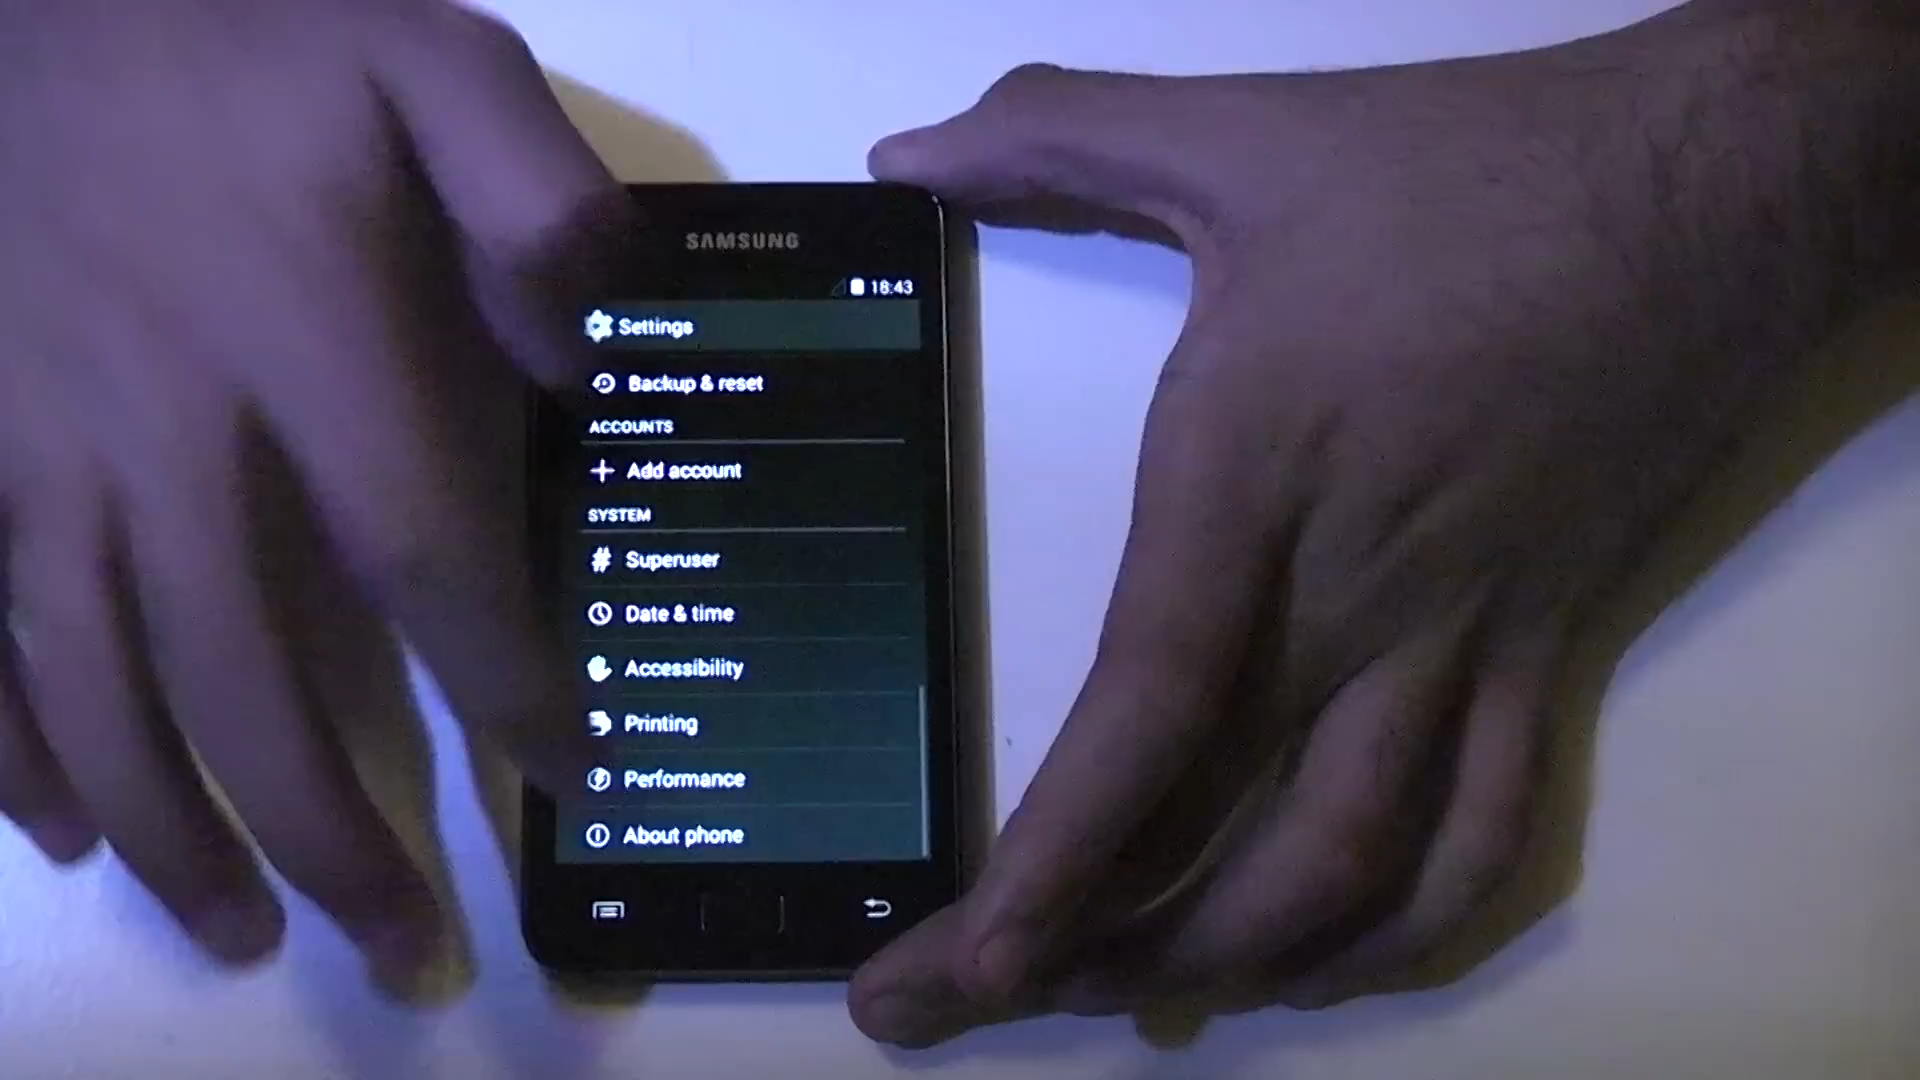 SAMSUNG
18:43
Settings
Backup & reset
ACCOUNTS
Add account
SYSTEM
# Superuser
Date & time
Accessibility
Printing
Performance
About phone